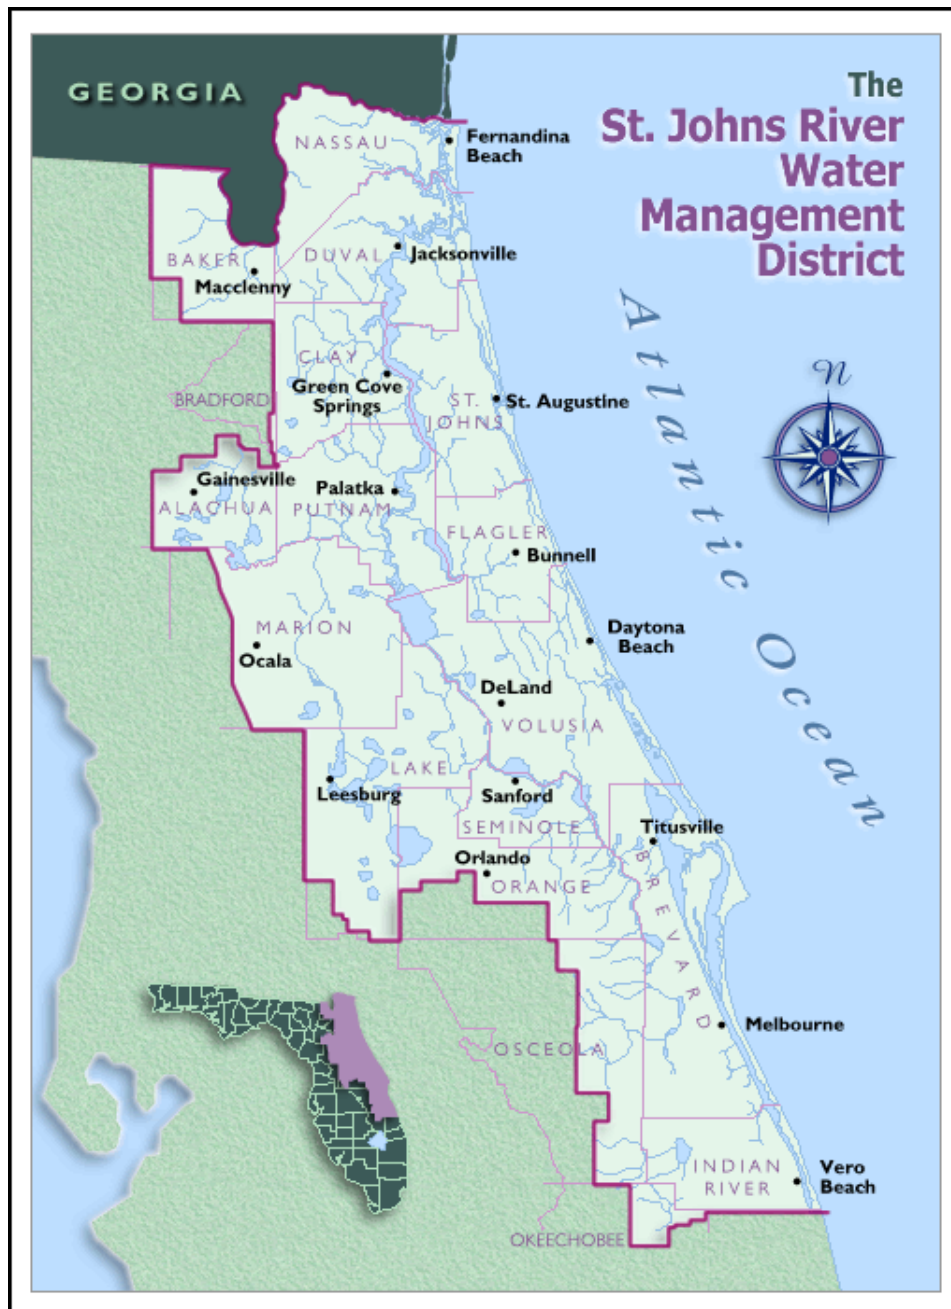 GEORGIA
The
St. Johns River
Water
Management
District
NASSAU
Fernandina
Beach
BAKER
DUVAL
Jacksonville
Macclenny
Atlantic Ocean
N
CLAY
Green Cove
Springs
BRADFORD
ST.
JOHNS
St. Augustine
Gainesville
ALACHUA
Palatka
PUTNAM
FLAGLER
Bunnell
MARION
Ocala
Daytona
Beach
DeLand
VOLUSIA
LAKE
Leesburg
Sanford
SEMINOLE
Titusville
Orlando
ORANGE
BREVARD
Melbourne
OSCEOLA
INDIAN
RIVER
Vero
Beach
OKEECHOBEE